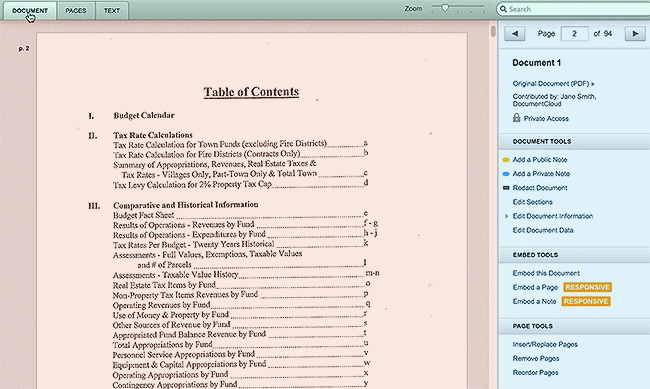 DOCUMENT PAGES TEXT Zoom Search
p. 2
Table of Contents
I. Budget Calendar
II. Tax Rate Calculations
Tax Rate Calculation for Town Funds (excluding Fire Districts) a
Tax Rate Calculation for Fire Districts (Contracts Only) b
Summary of Appropriations, Revenues, Real Estate Taxes &
Tax Rates - Villages Only, Part-Town Only & Total Town c
Tax Levy Calculation for 2% Property Tax Cap d
III. Comparative and Historical Information
Budget Fact Sheet e
Results of Operations - Revenues by Fund f - g
Results of Operations - Expenditures by Fund h - j
Tax Rates Per Budget - Twenty Years Historical k
Assessments - Full Values, Exemptions, Taxable Values
and # of Parcels l
Assessments - Taxable Value History m-n
Real Estate Tax Items by Fund o
Non-Property Tax Items Revenues by Fund p
Operating Revenues by Fund q
Use of Money & Property by Fund r
Other Sources of Revenue by Fund s
Appropriated Fund Balance Revenue by Fund t
Total Appropriations by Fund u
Personnel Service Appropriations by Fund v
Equipment & Capital Appropriations by Fund w
Operating Appropriations by Fund x
Contingency Appropriations by Fund y
Page 2 of 94
Document 1
Original Document (PDF) »
Contributed by: Jane Smith,
DocumentCloud
Private Access
DOCUMENT TOOLS
Add a Public Note
Add a Private Note
Redact Document
Edit Sections
Edit Document Information
Edit Document Data
EMBED TOOLS
Embed this Document
Embed a Page RESPONSIVE
Embed a Note RESPONSIVE
PAGE TOOLS
Insert/Replace Pages
Remove Pages
Reorder Pages